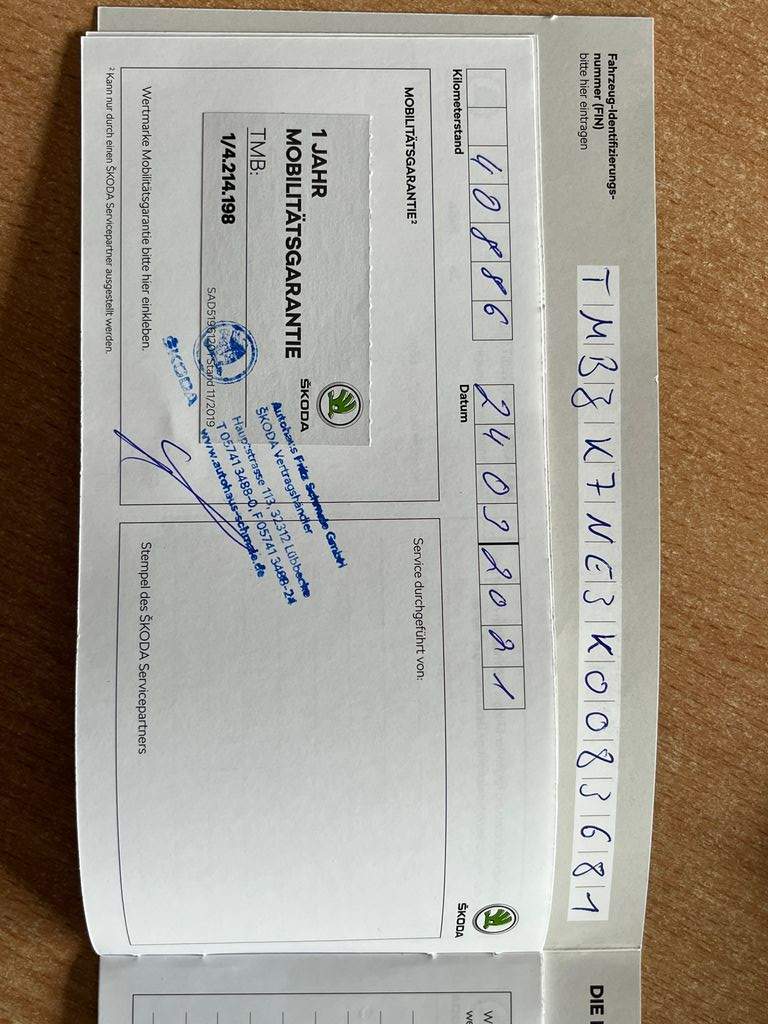 Fahrzeug-Identifizierungs-
nummer (FIN)
bitte hier eintragen
TMB8K7NE3K0083681
40886
Kilometerstand
24032021
Datum
MOBILITÄTSGARANTIE²
1 JAHR
MOBILITÄTSGARANTIE
TMB:
1/4.214.198
SAD5196120 Stand 11/2019
ŠKODA
Wertmarke Mobilitätsgarantie bitte hier einkleben.
² Kann nur durch einen ŠKODA Servicepartner ausgestellt werden.
Autohaus Fritz Schmale GmbH
ŠKODA Vertragshändler
Hauptstrasse 113, 32312 Lübbecke
T 05741 3488-0, F 05741 3488-24
www.autohaus-schmale.de
ŠKODA
Service durchgeführt von:
Stempel des ŠKODA Servicepartners
ŠKODA
DIE